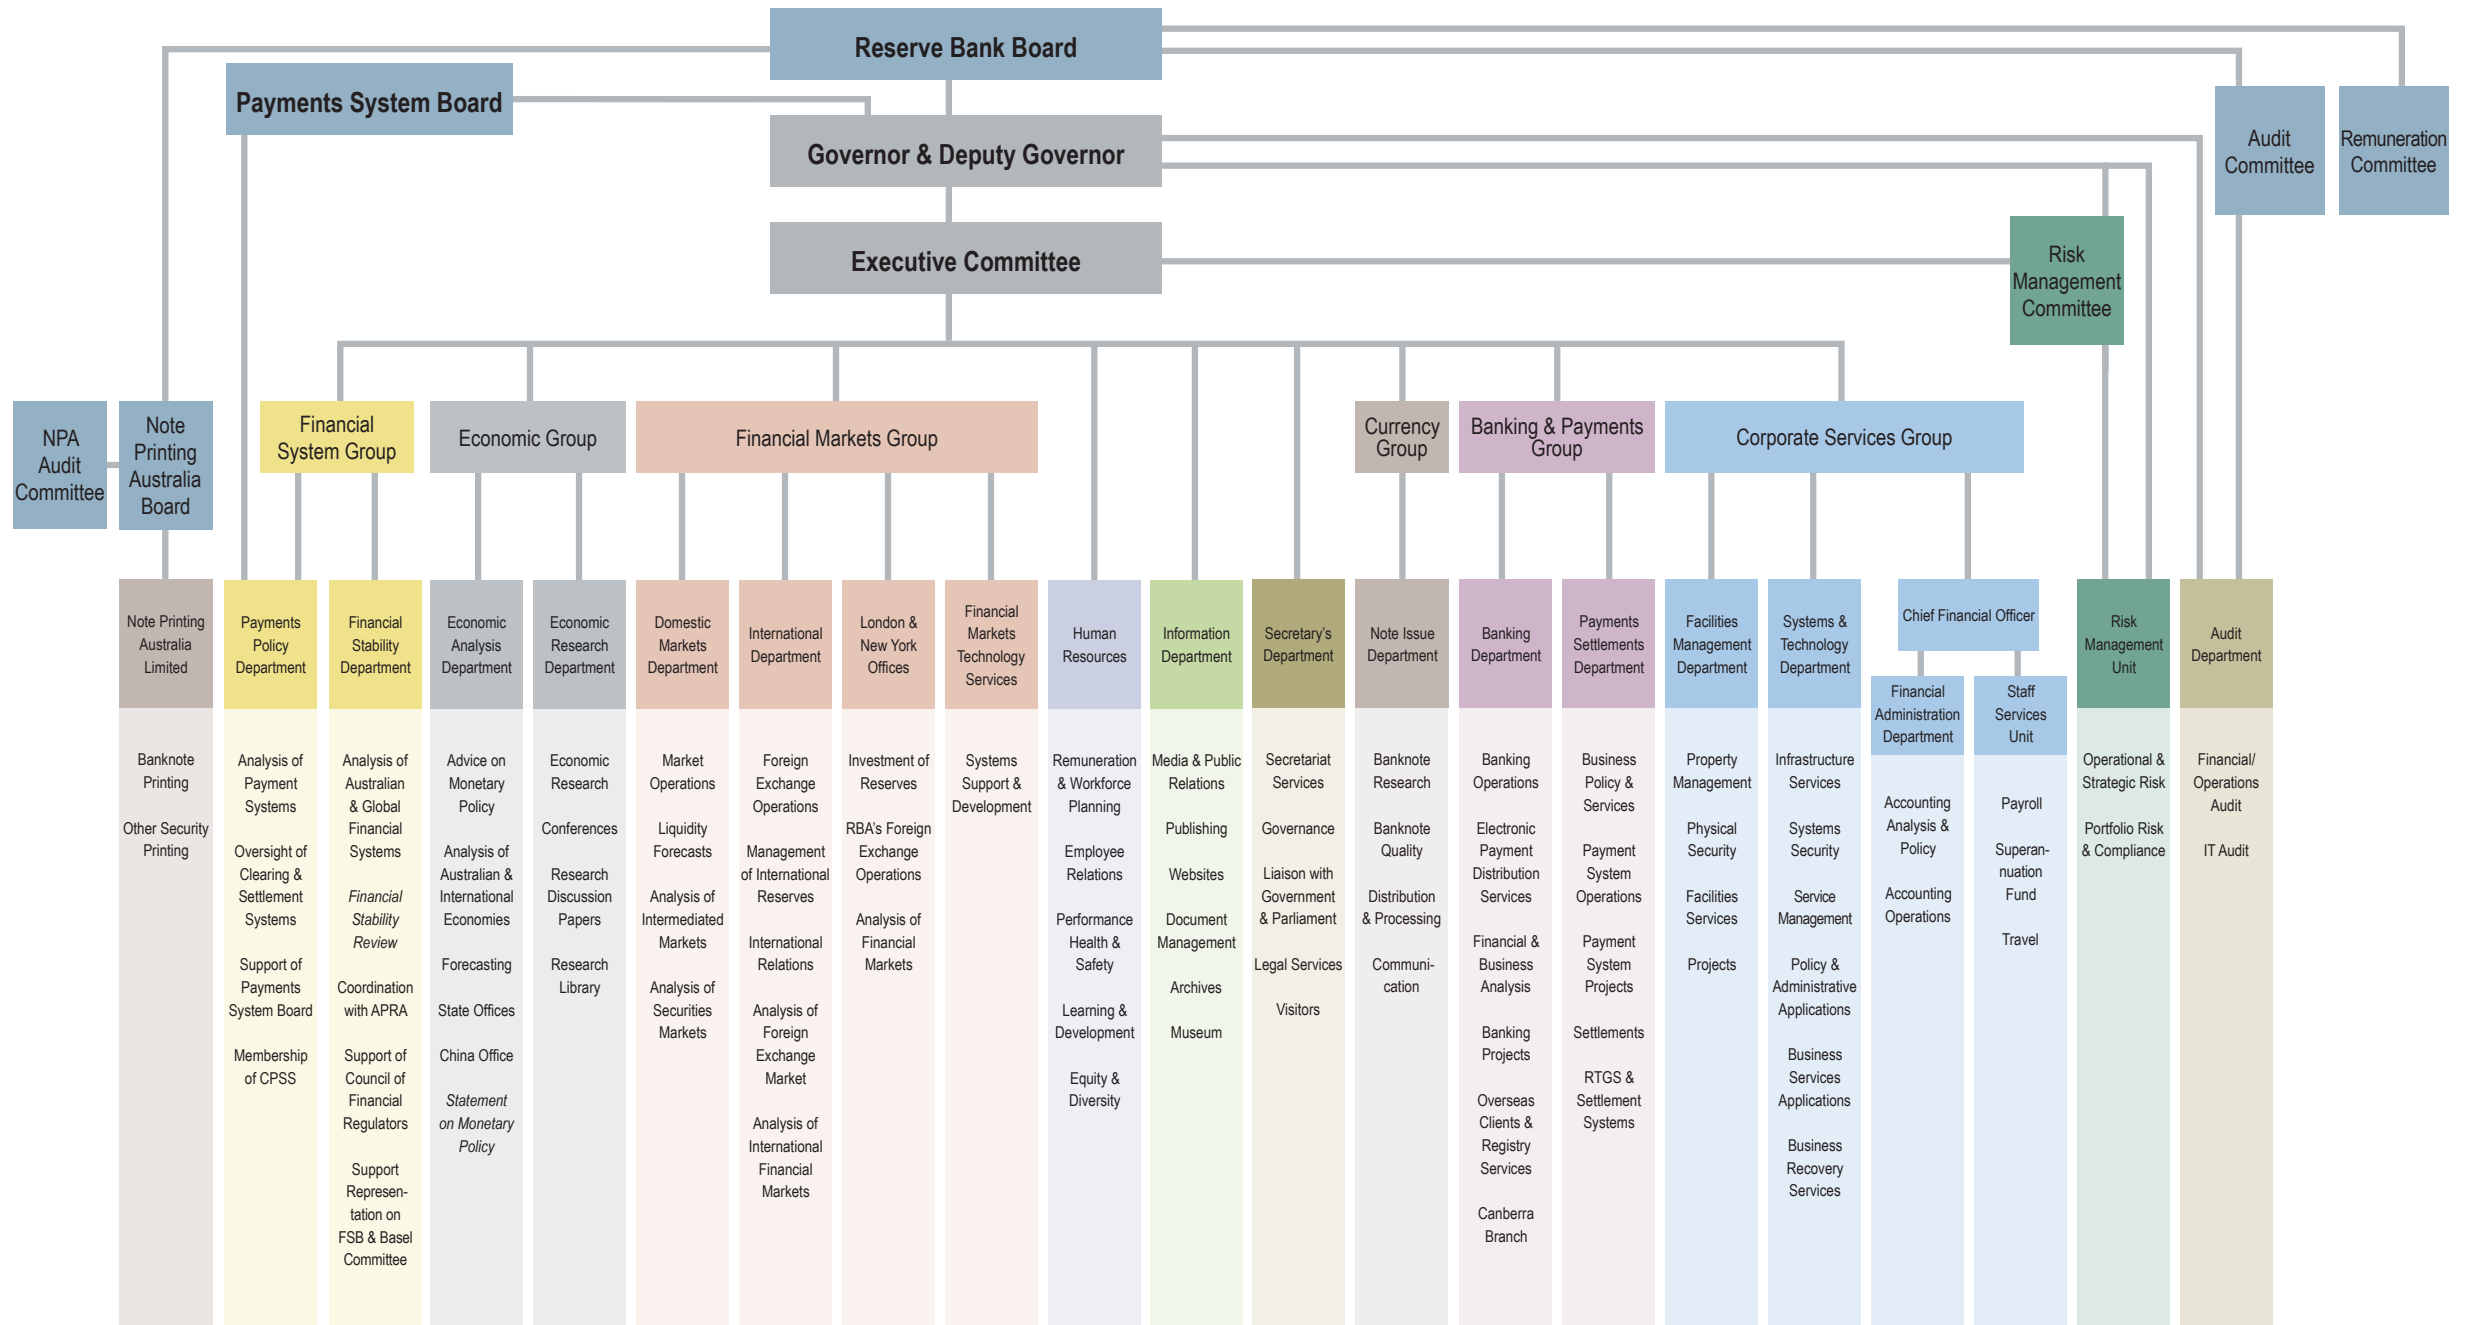 Reserve Bank Board
Payments System Board
Governor & Deputy Governor
Audit
Committee
Remuneration
Committee
Executive Committee
Risk
Management
Committee
NPA
Audit
Committee
Note
Printing
Australia
Board
Financial
System Group
Economic Group
Financial Markets Group
Currency
Group
Banking & Payments
Group
Corporate Services Group
Note Printing
Australia
Limited
Payments
Policy
Department
Financial
Stability
Department
Economic
Analysis
Department
Economic
Research
Department
Domestic
Markets
Department
International
Department
London &
New York
Offices
Financial
Markets
Technology
Services
Human
Resources
Information
Department
Secretary's
Department
Note Issue
Department
Banking
Department
Payments
Settlements
Department
Facilities
Management
Department
Systems &
Technology
Department
Chief Financial Officer
Financial
Administration
Department
Staff
Services
Unit
Risk
Management
Unit
Audit
Department
Banknote
Printing
Other Security
Printing
Analysis of
Payment
Systems
Oversight of
Clearing &
Settlement
Systems
Support of
Payments
System Board
Membership
of CPSS
Analysis of
Australian
& Global
Financial
Systems
Financial
Stability
Review
Coordination
with APRA
Support of
Council of
Financial
Regulators
Support
Represen-
tation on
FSB & Basel
Committee
Advice on
Monetary
Policy
Analysis of
Australian &
International
Economies
Forecasting
State Offices
China Office
Statement
on Monetary
Policy
Economic
Research
Conferences
Research
Discussion
Papers
Research
Library
Market
Operations
Liquidity
Forecasts
Analysis of
Intermediated
Markets
Analysis of
Securities
Markets
Foreign
Exchange
Operations
Management
of International
Reserves
International
Relations
Analysis of
Foreign
Exchange
Market
Analysis of
International
Financial
Markets
Investment of
Reserves
RBA's Foreign
Exchange
Operations
Analysis of
Financial
Markets
Systems
Support &
Development
Remuneration
& Workforce
Planning
Employee
Relations
Performance
Health &
Safety
Learning &
Development
Equity &
Diversity
Media & Public
Relations
Publishing
Websites
Document
Management
Archives
Museum
Secretariat
Services
Governance
Liaison with
Government
& Parliament
Legal Services
Visitors
Banknote
Research
Banknote
Quality
Distribution
& Processing
Communi-
cation
Banking
Operations
Electronic
Payment
Distribution
Services
Financial &
Business
Analysis
Banking
Projects
Overseas
Clients &
Registry
Services
Canberra
Branch
Business
Policy &
Services
Payment
System
Operations
Payment
System
Projects
Settlements
RTGS &
Settlement
Systems
Property
Management
Physical
Security
Facilities
Services
Projects
Infrastructure
Services
Systems
Security
Service
Management
Policy &
Administrative
Applications
Business
Services
Applications
Business
Recovery
Services
Accounting
Analysis &
Policy
Accounting
Operations
Payroll
Superan-
nuation
Fund
Travel
Operational &
Strategic Risk
Portfolio Risk
& Compliance
Financial/
Operations
Audit
IT Audit